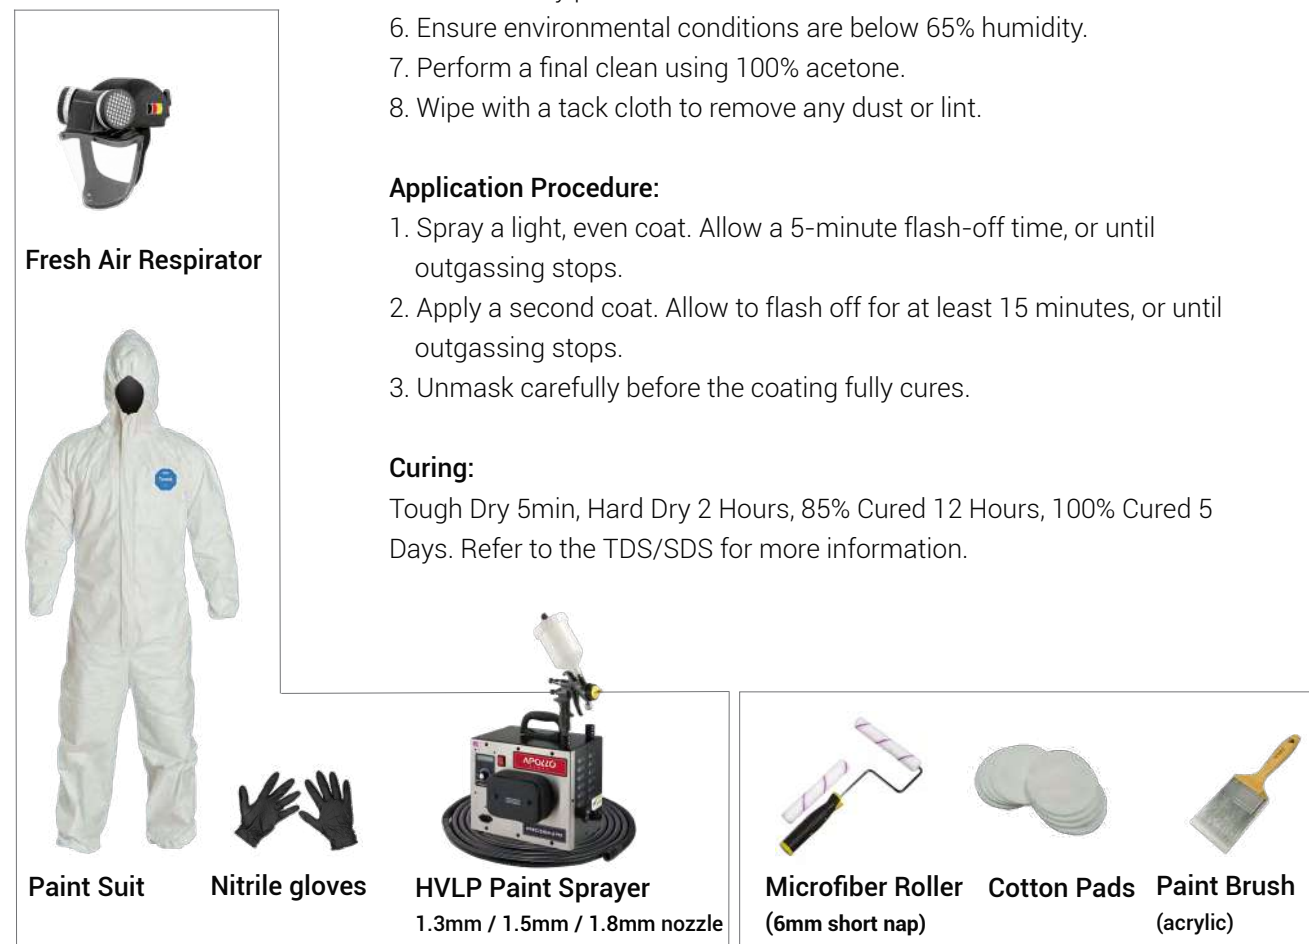 6. Ensure environmental conditions are below 65% humidity.
7. Perform a final clean using 100% acetone.
8. Wipe with a tack cloth to remove any dust or lint.
Application Procedure:
1. Spray a light, even coat. Allow a 5-minute flash-off time, or until
outgassing stops.
2. Apply a second coat. Allow to flash off for at least 15 minutes, or until
outgassing stops.
3. Unmask carefully before the coating fully cures.
Curing:
Tough Dry 5min, Hard Dry 2 Hours, 85% Cured 12 Hours, 100% Cured 5
Days. Refer to the TDS/SDS for more information.
Fresh Air Respirator
APOLLO
Paint Suit
Nitrile gloves
HVLP Paint Sprayer
1.3mm / 1.5mm / 1.8mm nozzle
Microfiber Roller
(6mm short nap)
Cotton Pads
Paint Brush
(acrylic)